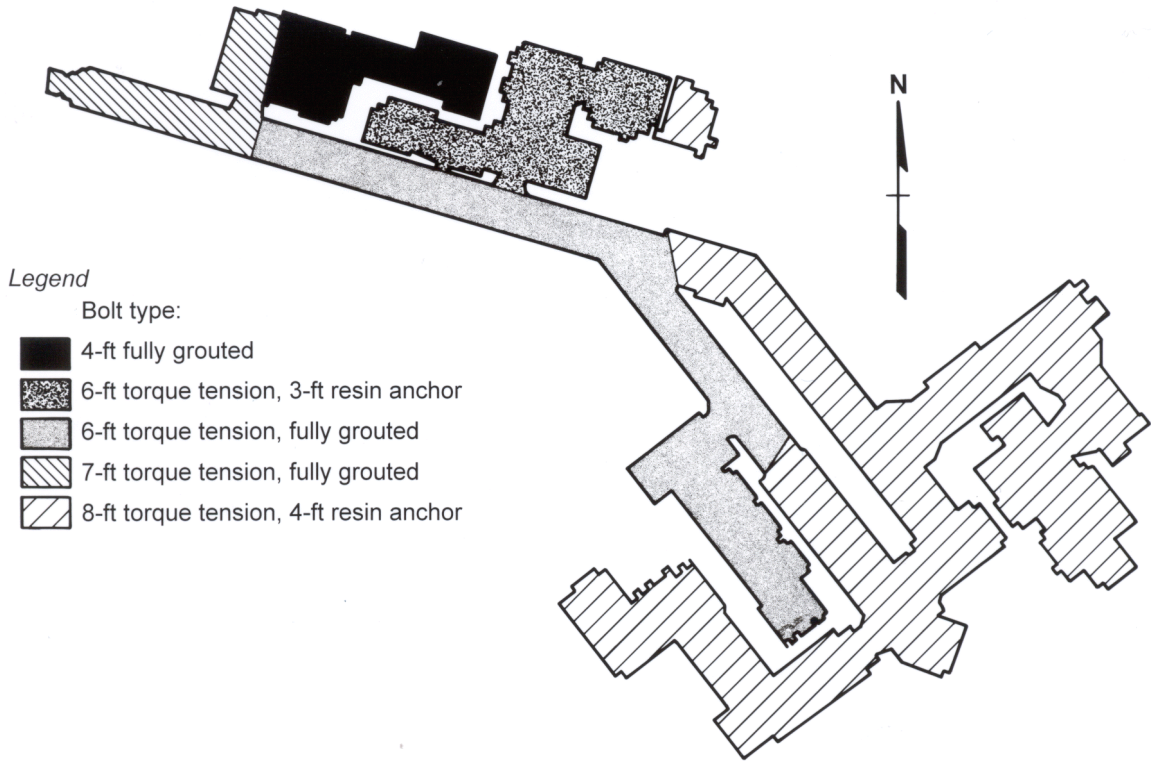 N
Legend
Bolt type:
4-ft fully grouted
6-ft torque tension, 3-ft resin anchor
6-ft torque tension, fully grouted
7-ft torque tension, fully grouted
8-ft torque tension, 4-ft resin anchor